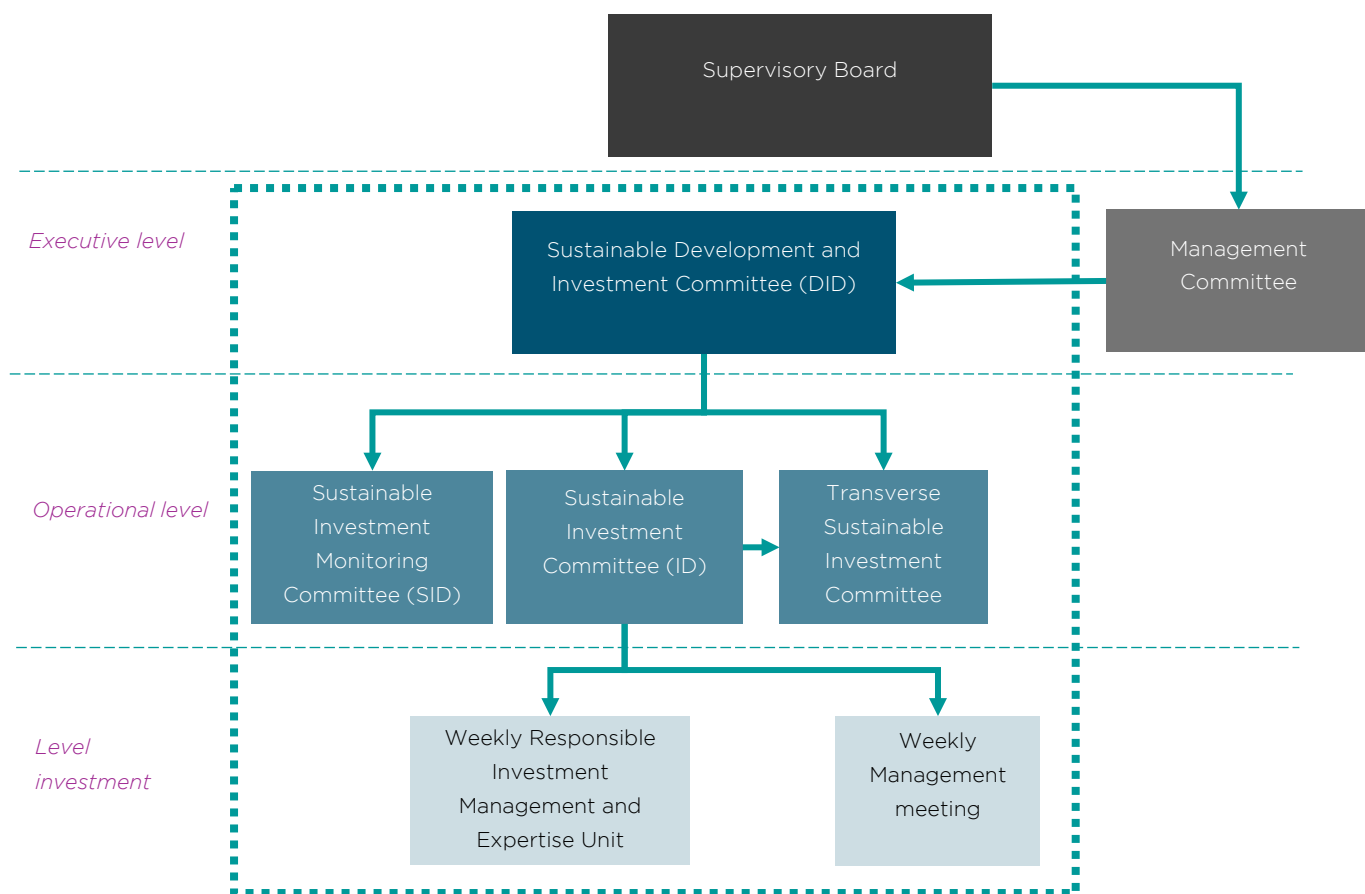 Supervisory Board
Executive level
Sustainable Development and
Investment Committee (DID)
Management
Committee
Operational level
Sustainable
Investment
Monitoring
Committee (SID)
Sustainable
Investment
Committee (ID)
Transverse
Sustainable
Investment
Committee
Level
investment
Weekly Responsible
Investment
Management and
Expertise Unit
Weekly
Management
meeting